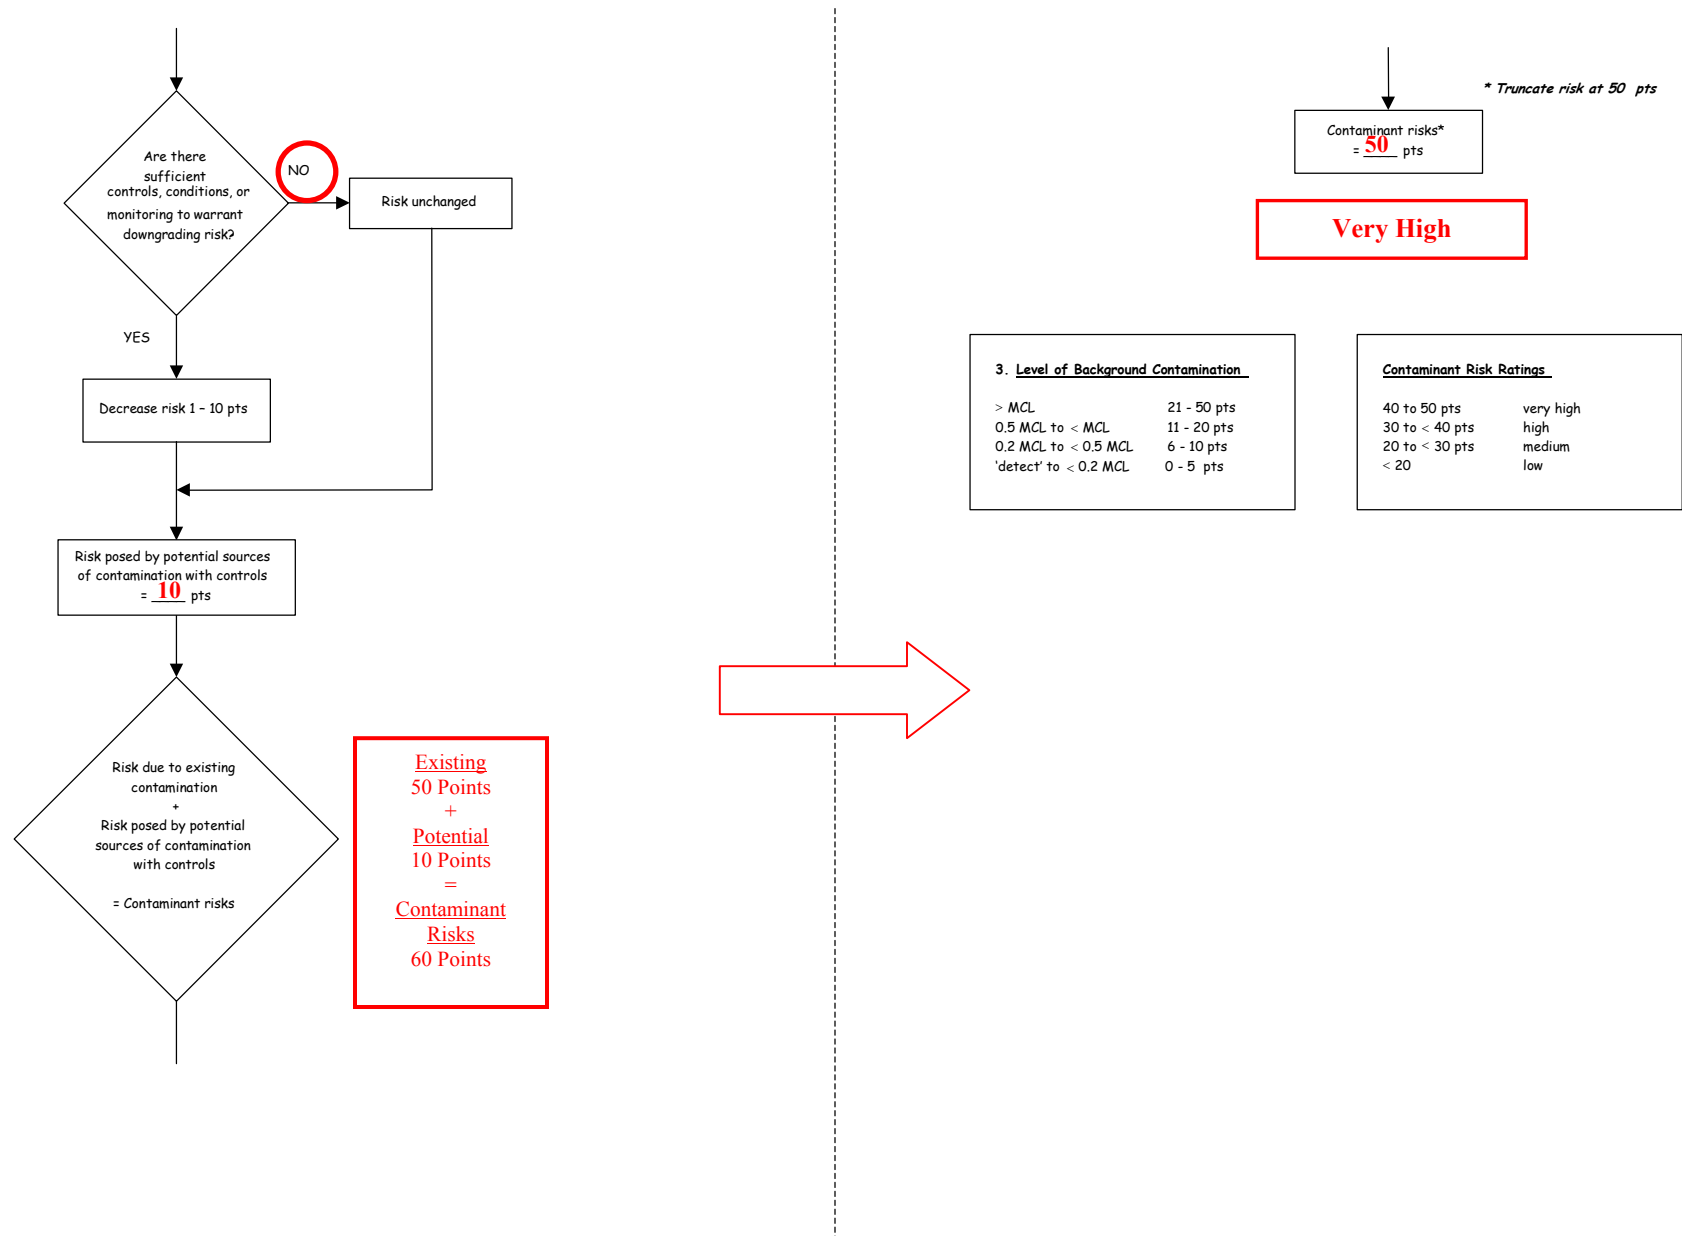 Are there
sufficient
controls, conditions, or
monitoring to warrant
downgrading risk?
NO
Risk unchanged
YES
Decrease risk 1 – 10 pts
Risk posed by potential sources
of contamination with controls
= 10 pts
Risk due to existing
contamination
+
Risk posed by potential
sources of contamination
with controls
= Contaminant risks
Existing
50 Points
+
Potential
10 Points
=
Contaminant
Risks
60 Points
* Truncate risk at 50 pts
Contaminant risks*
= 50 pts
Very High
3. Level of Background Contamination
> MCL 21 - 50 pts
0.5 MCL to < MCL 11 - 20 pts
0.2 MCL to < 0.5 MCL 6 - 10 pts
‘detect’ to < 0.2 MCL 0 - 5 pts
Contaminant Risk Ratings
40 to 50 pts very high
30 to < 40 pts high
20 to < 30 pts medium
< 20 low